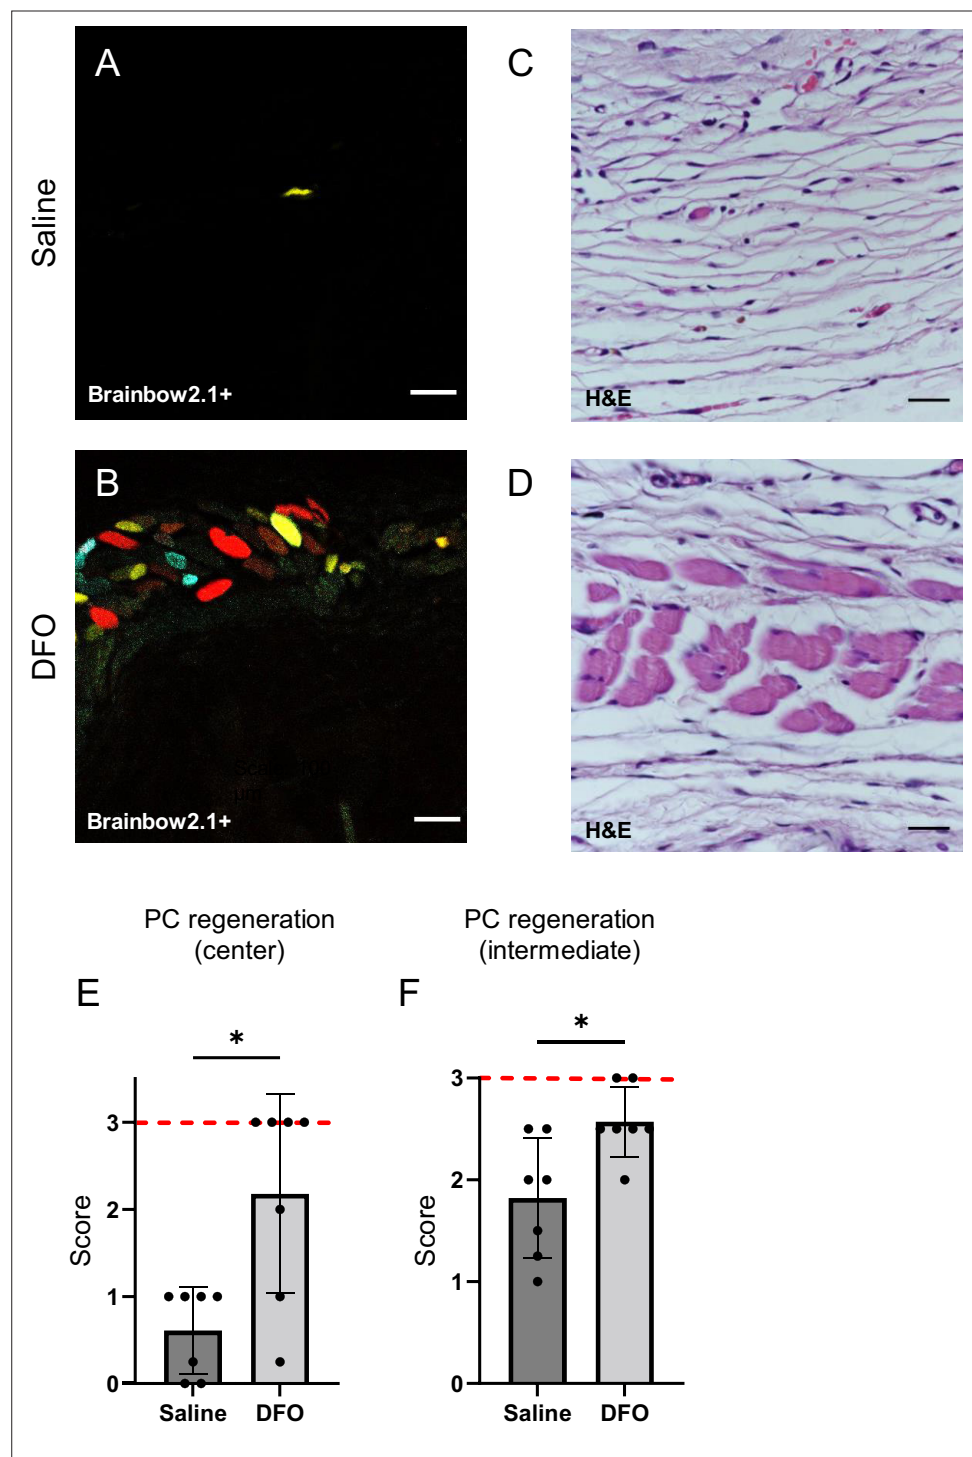 A
C
Saline
Brainbow2.1+
H&E
B
D
DFO
Brainbow2.1+
H&E
PC regeneration
(center)
PC regeneration
(intermediate)
E
F
*
*
Score
3
2
1
0
Saline
DFO
Score
3
2
1
0
Saline
DFO